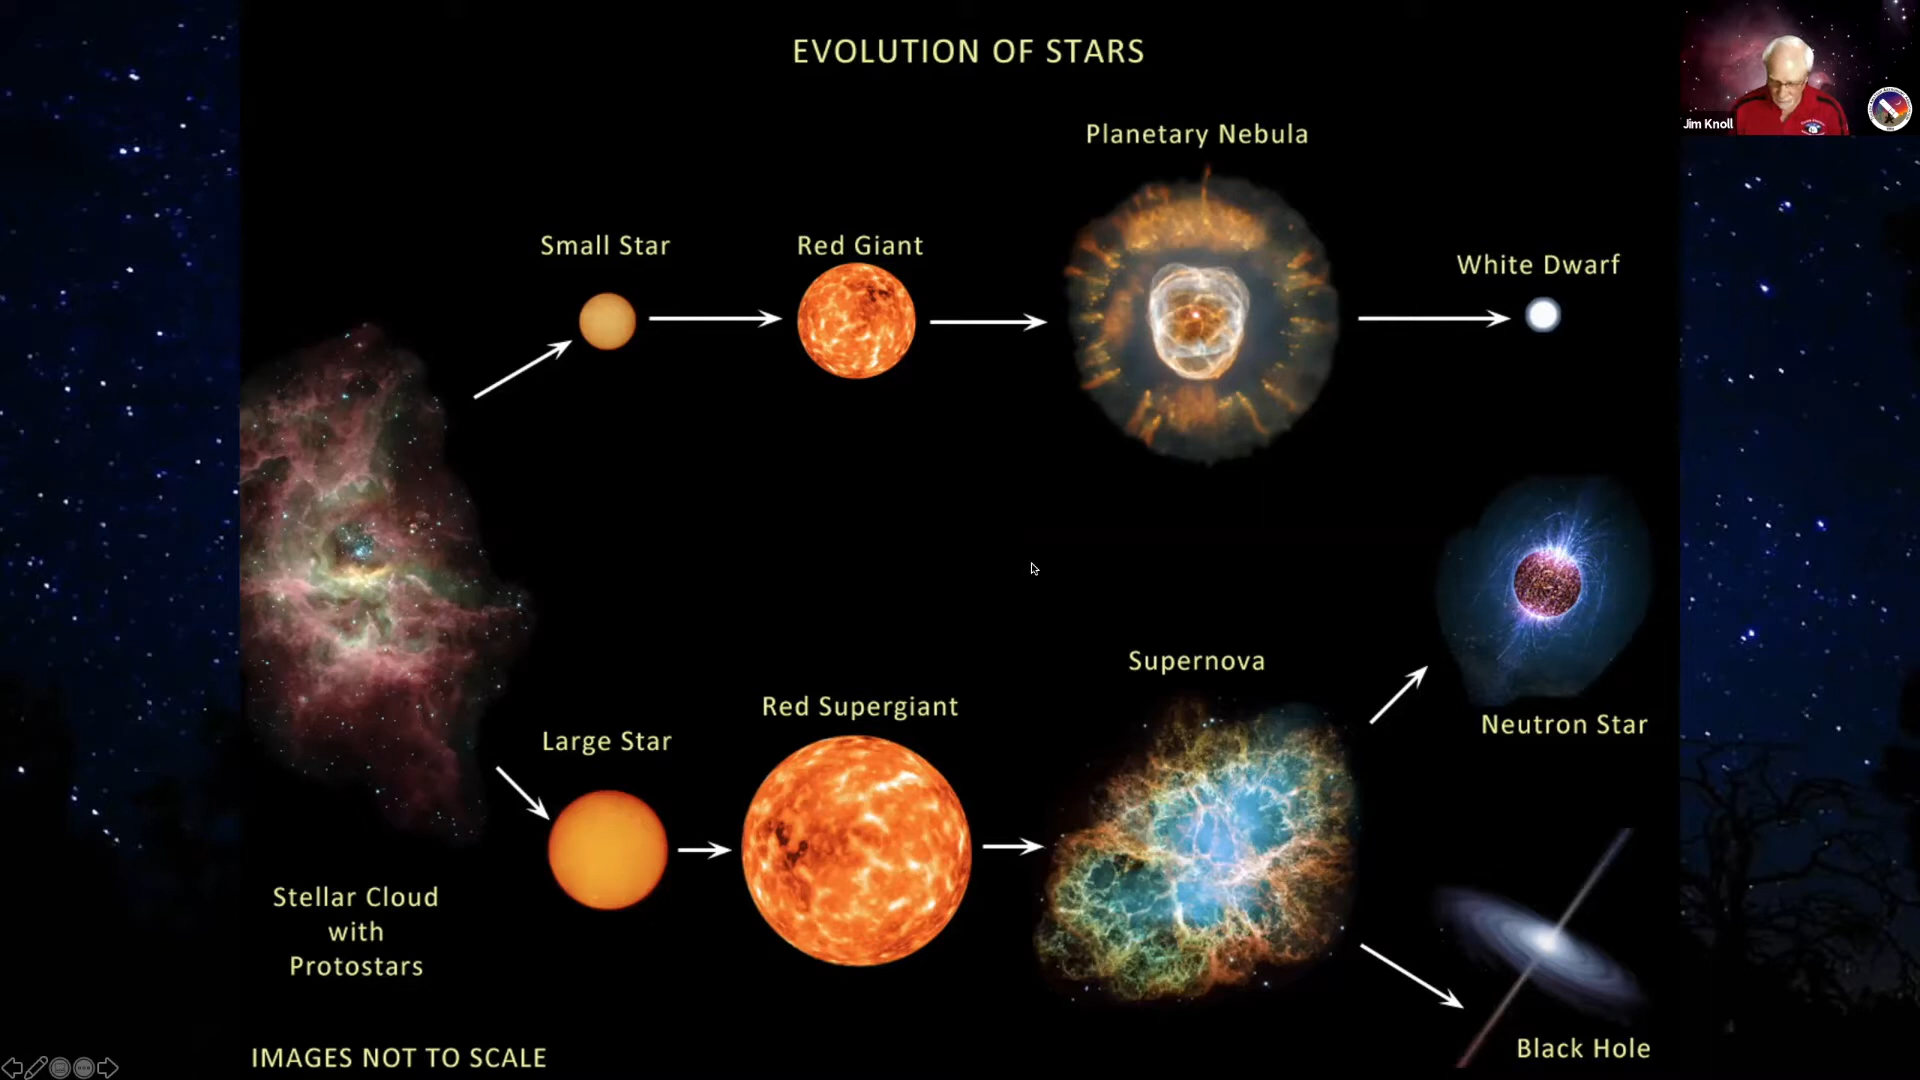 EVOLUTION OF STARS
Jim Knoll
Planetary Nebula
Small Star
Red Giant
White Dwarf
Supernova
Neutron Star
Red Supergiant
Large Star
Stellar Cloud
with
Protostars
Black Hole
IMAGES NOT TO SCALE